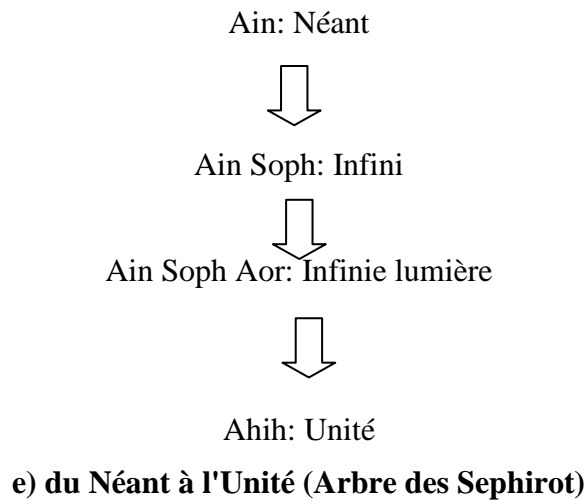 Ain: Néant
Ain Soph: Infini
Ain Soph Aor: Infinie lumière
Ahih: Unité
e) du Néant à l'Unité (Arbre des Sephirot)